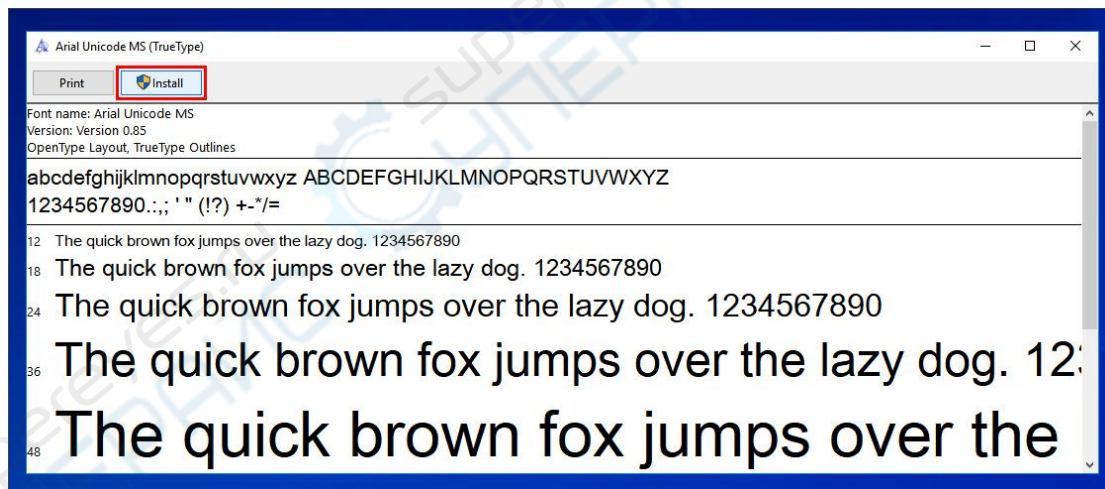 Arial Unicode MS (TrueType)
Print Install
Font name: Arial Unicode MS
Version: Version 0.85
OpenType Layout, TrueType Outlines
abcdefghijklmnopqrstuvwxyz ABCDEFGHIJKLMNOPQRSTUVWXYZ
1234567890.:,; ' " (!?) +-*/=
12 The quick brown fox jumps over the lazy dog. 1234567890
18 The quick brown fox jumps over the lazy dog. 1234567890
24 The quick brown fox jumps over the lazy dog. 1234567890
36 The quick brown fox jumps over the lazy dog. 12
48 The quick brown fox jumps over the